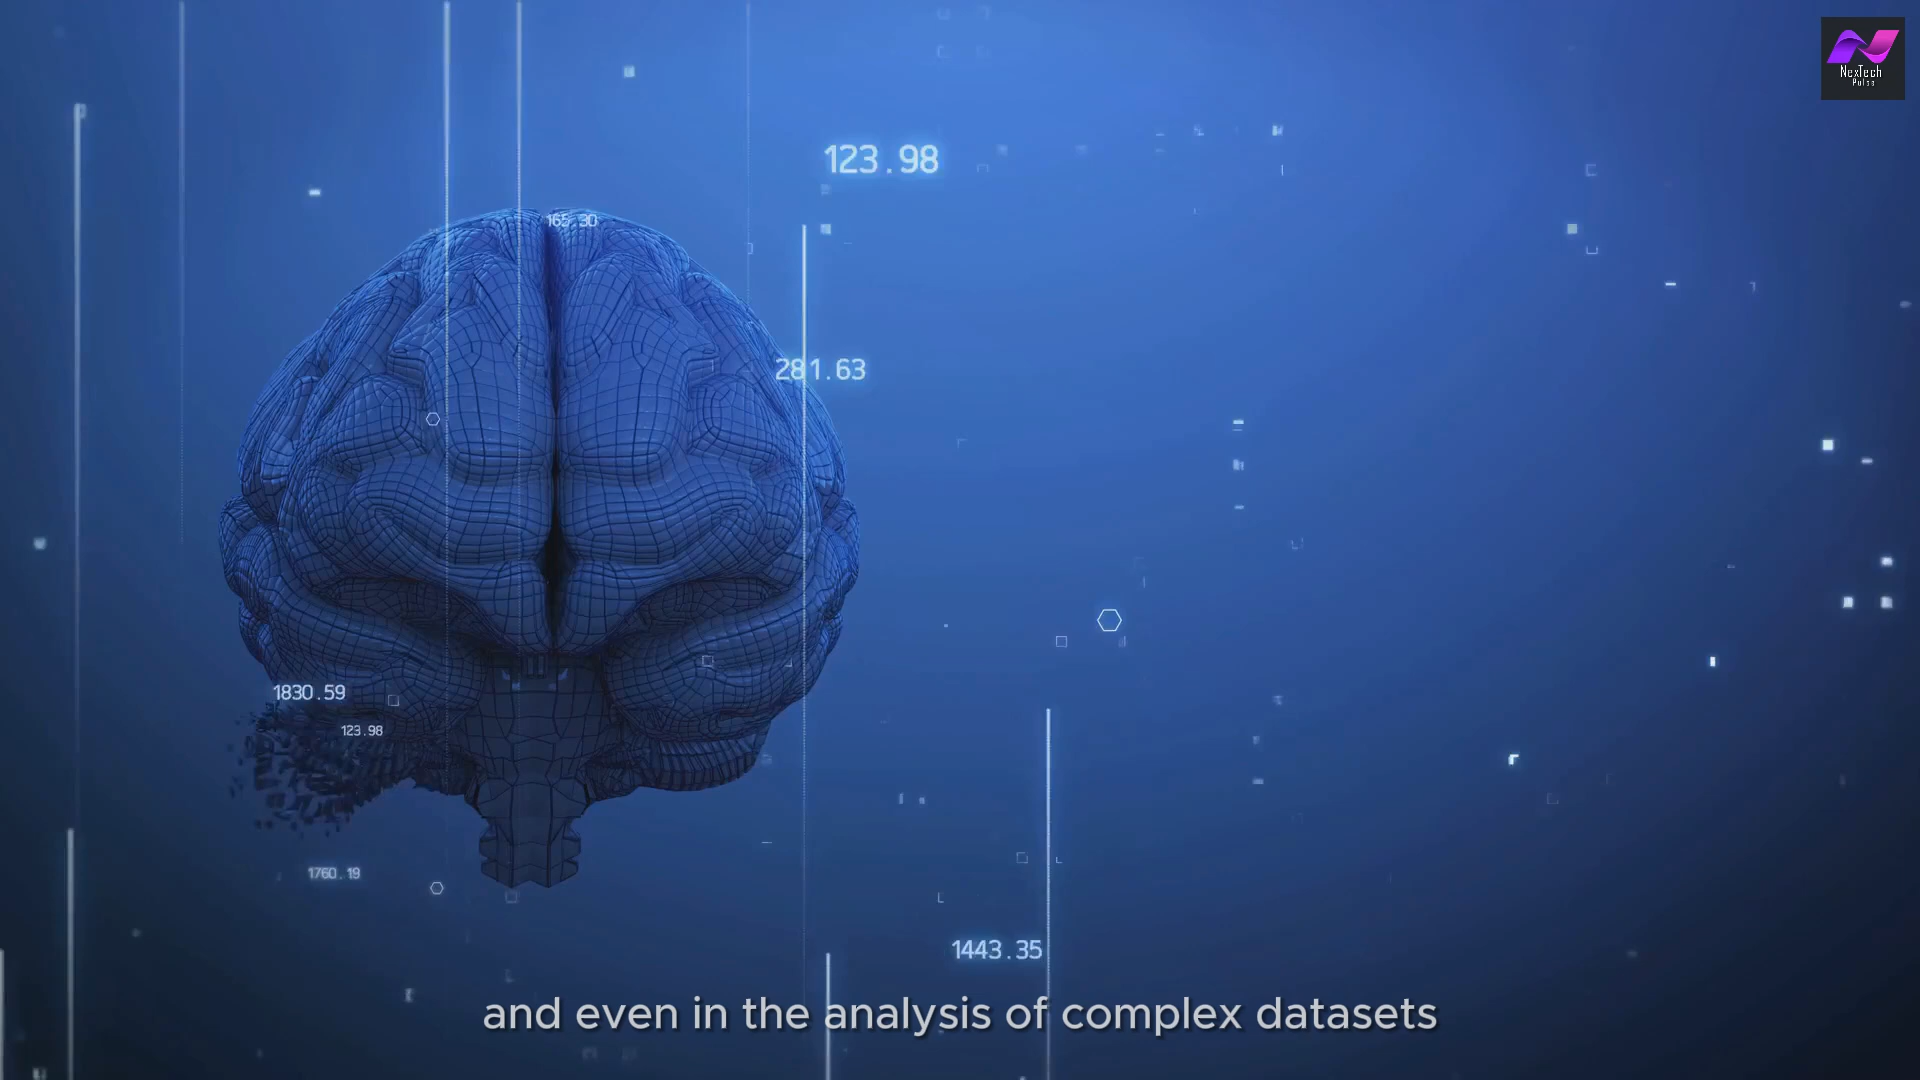 NexTech
Pulse
123.98
165.30
281.63
1830.59
123.98
1760.19
1443.35
and even in the analysis of complex datasets